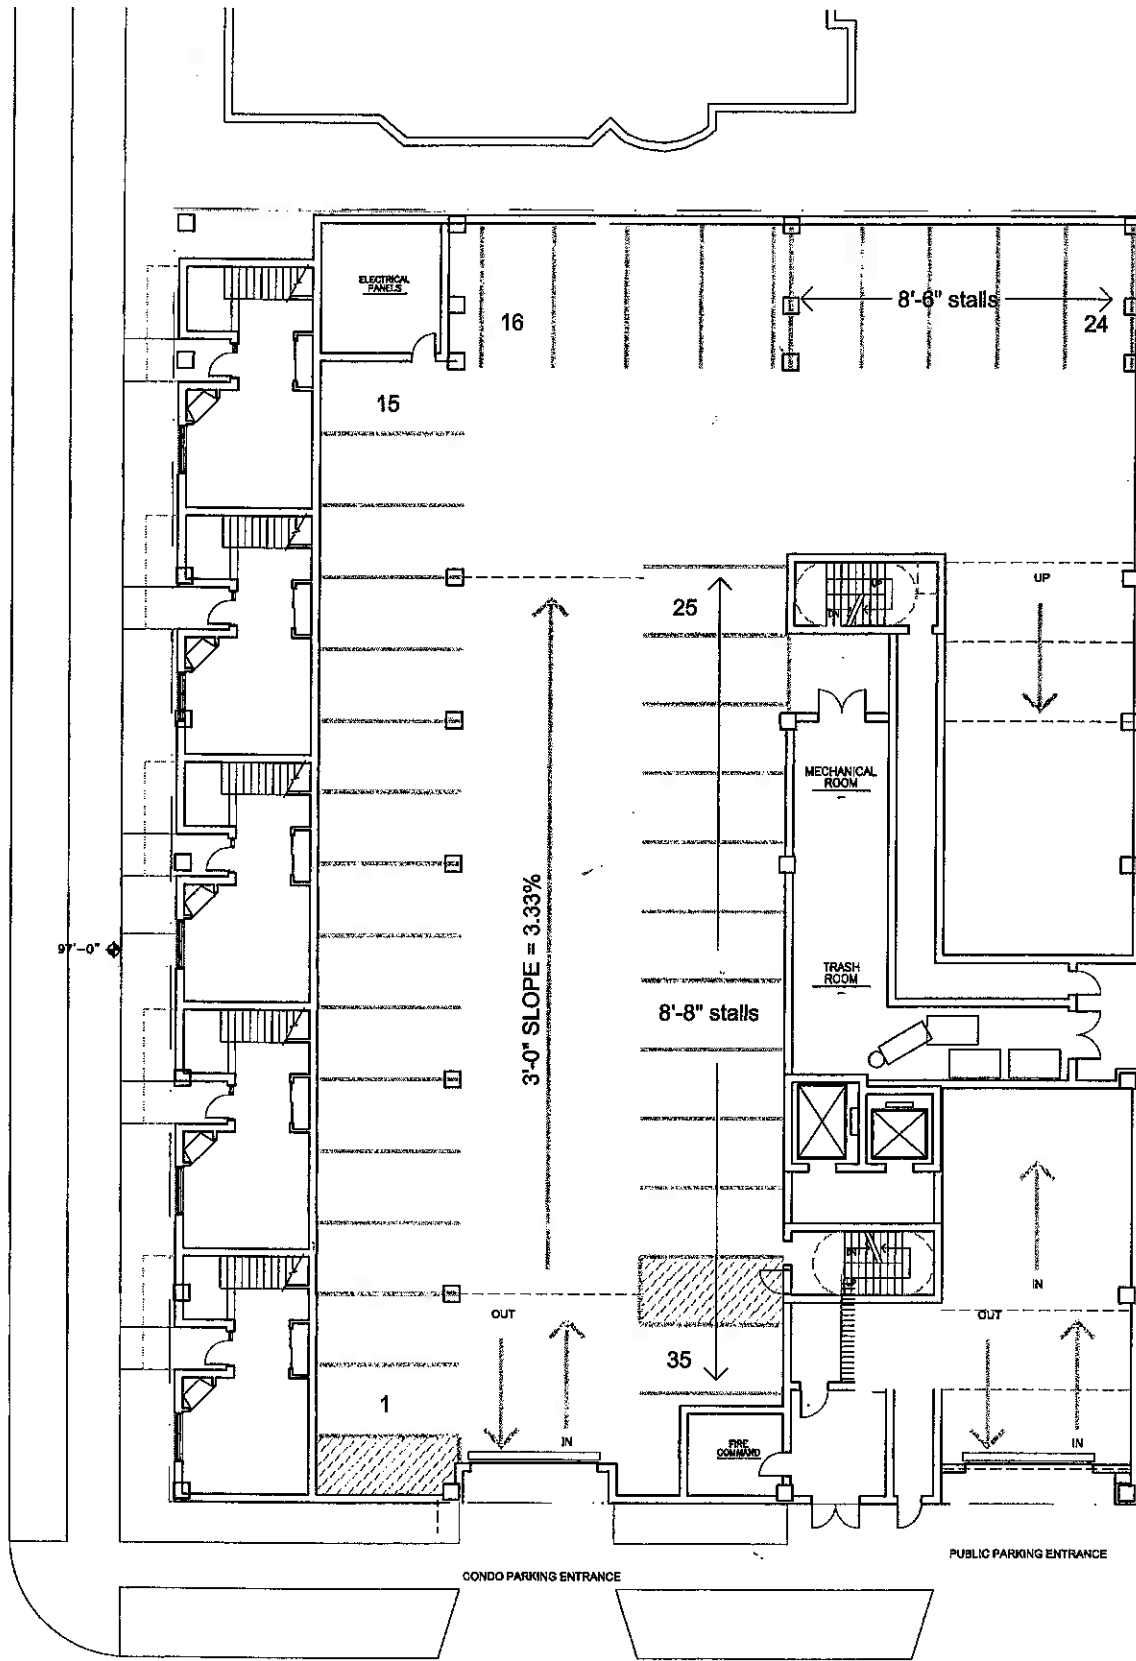 ELECTRICAL
PANELS
16
8'-6" stalls
24
15
UP
25
UP
DN
MECHANICAL
ROOM
3'-0" SLOPE = 3.33%
97'-0"
TRASH
ROOM
8'-8" stalls
DN
IN
OUT
OUT
35
1
IN
FIRE
COMMAND
IN
PUBLIC PARKING ENTRANCE
CONDO PARKING ENTRANCE